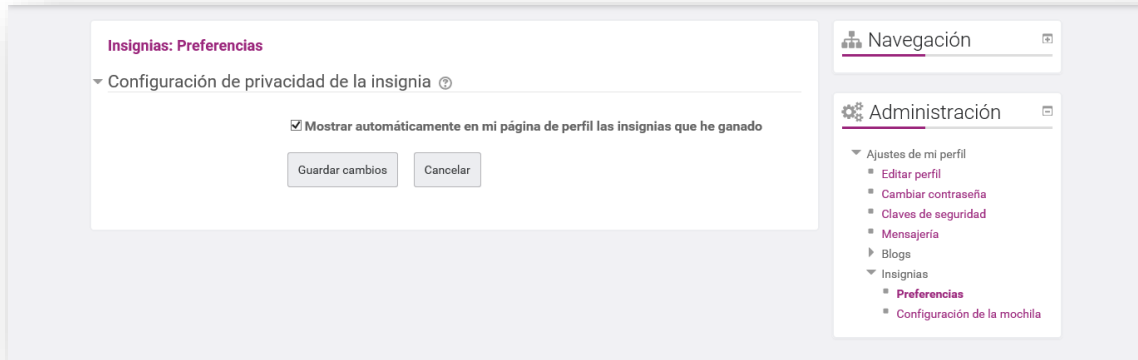 Insignias: Preferencias
Configuración de privacidad de la insignia
Mostrar automáticamente en mi página de perfil las insignias que he ganado
Guardar cambios
Cancelar
Navegación
Administración
Ajustes de mi perfil
Editar perfil
Cambiar contraseña
Claves de seguridad
Mensajería
Blogs
Insignias
Preferencias
Configuración de la mochila